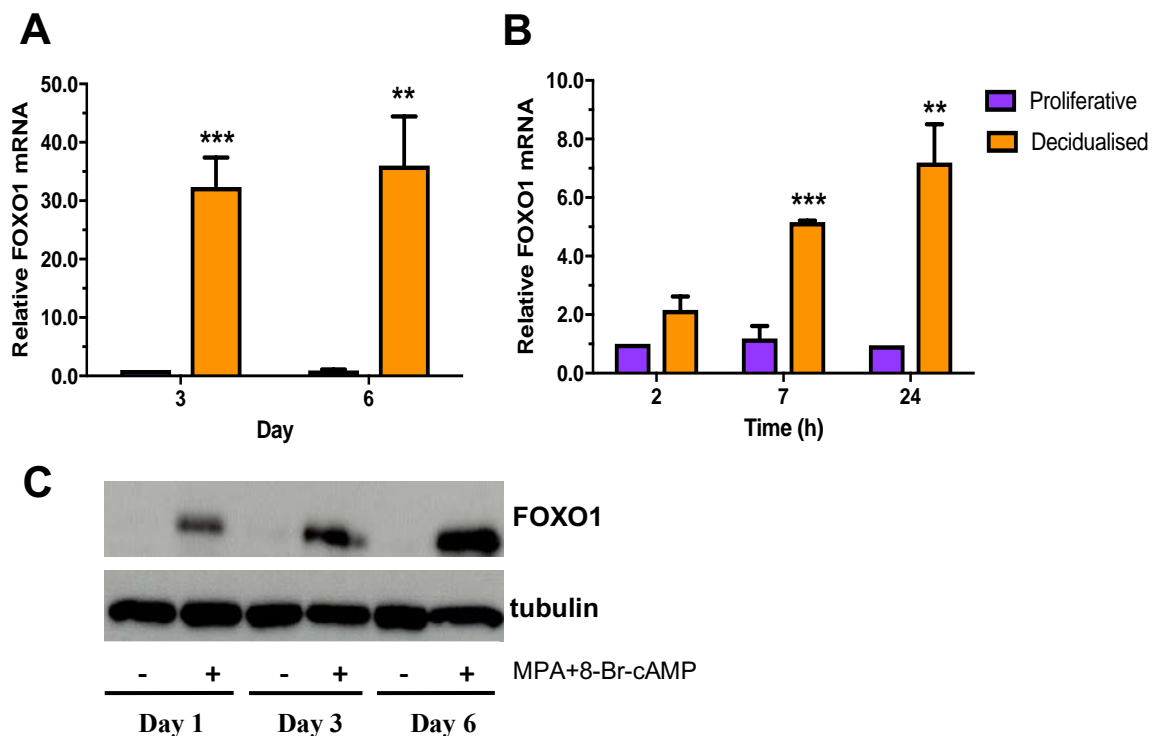 A
Relative FOXO1 mRNA
50.0
40.0
30.0
20.0
10.0
0.0
***
**
3
6
Day
B
Relative FOXO1 mRNA
10.0
8.0
6.0
4.0
2.0
0.0
***
**
2
7
24
Time (h)
Proliferative
Decidualised
C
FOXO1
tubulin
- + - + - + MPA+8-Br-cAMP
Day 1 Day 3 Day 6